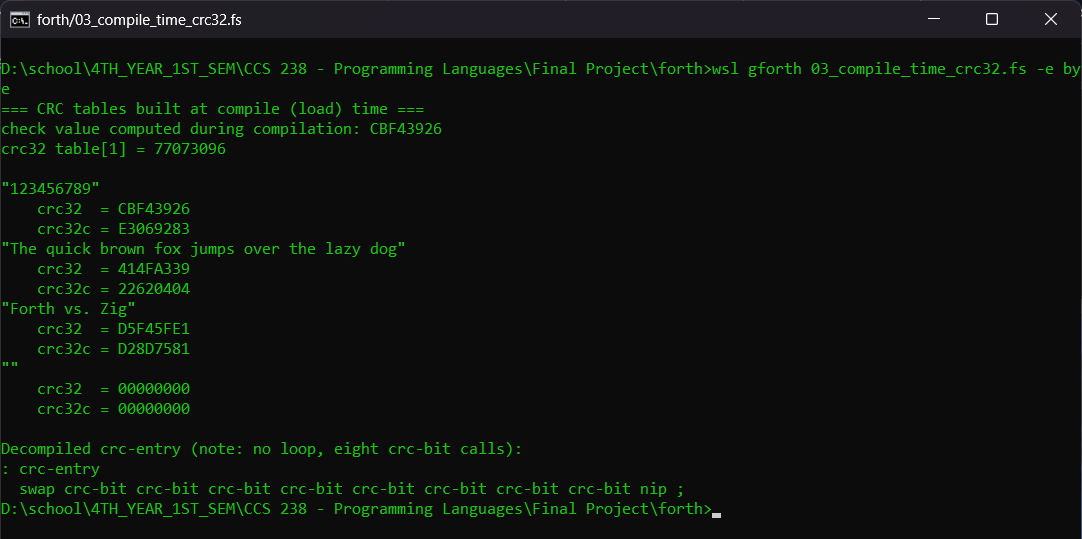 forth/03_compile_time_crc32.fs
D:\school\4TH_YEAR_1ST_SEM\CCS 238 - Programming Languages\Final Project\forth>wsl gforth 03_compile_time_crc32.fs -e by
e
=== CRC tables built at compile (load) time ===
check value computed during compilation: CBF43926
crc32 table[1] = 77073096
"123456789"
    crc32  = CBF43926
    crc32c = E3069283
"The quick brown fox jumps over the lazy dog"
    crc32  = 414FA339
    crc32c = 22620404
"Forth vs. Zig"
    crc32  = D5F45FE1
    crc32c = D28D7581
""
    crc32  = 00000000
    crc32c = 00000000
Decompiled crc-entry (note: no loop, eight crc-bit calls):
: crc-entry
  swap crc-bit crc-bit crc-bit crc-bit crc-bit crc-bit crc-bit crc-bit nip ;
D:\school\4TH_YEAR_1ST_SEM\CCS 238 - Programming Languages\Final Project\forth>